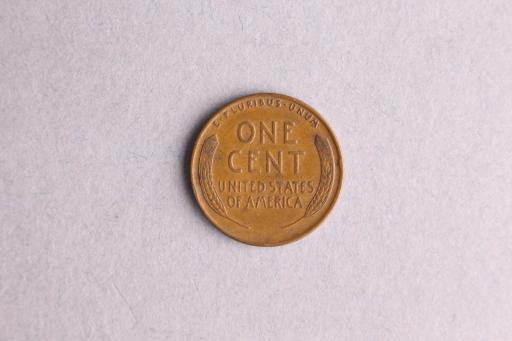 E·PLURIBUS·UNUM
ONE
CENT
UNITED STATES
OF AMERICA